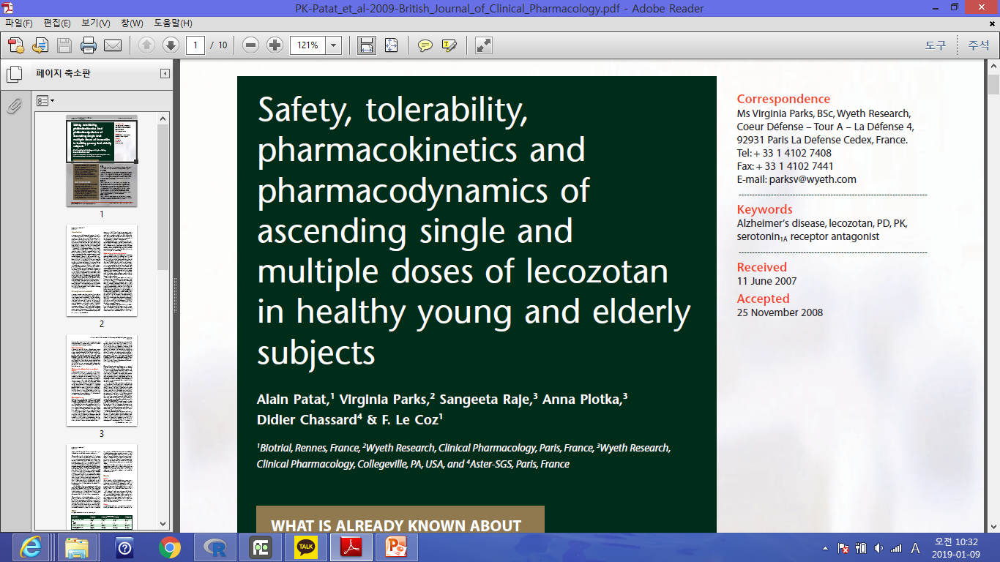 PK-Patat_et_al-2009-British_Journal_of_Clinical_Pharmacology.pdf - Adobe Reader
파일(F) 편집(E) 보기(V) 창(W) 도움말(H)
1 / 10 121% 도구 주석
페이지 축소판
1
2
3
Safety, tolerability,
pharmacokinetics and
pharmacodynamics of
ascending single and
multiple doses of lecozotan
in healthy young and elderly
subjects
Alain Patat,¹ Virginia Parks,² Sangeeta Raje,³ Anna Plotka,³
Didier Chassard⁴ & F. Le Coz¹
¹Biotrial, Rennes, France, ²Wyeth Research, Clinical Pharmacology, Paris, France, ³Wyeth Research,
Clinical Pharmacology, Collegeville, PA, USA, and ⁴Aster-SGS, Paris, France
WHAT IS ALREADY KNOWN ABOUT
Correspondence
Ms Virginia Parks, BSc, Wyeth Research,
Coeur Défense – Tour A – La Défense 4,
92931 Paris La Defense Cedex, France.
Tel: + 33 1 4102 7408
Fax: + 33 1 4102 7441
E-mail: parksv@wyeth.com
Keywords
Alzheimer's disease, lecozotan, PD, PK,
serotonin1A receptor antagonist
Received
11 June 2007
Accepted
25 November 2008
TALK
A
오전 10:32
2019-01-09